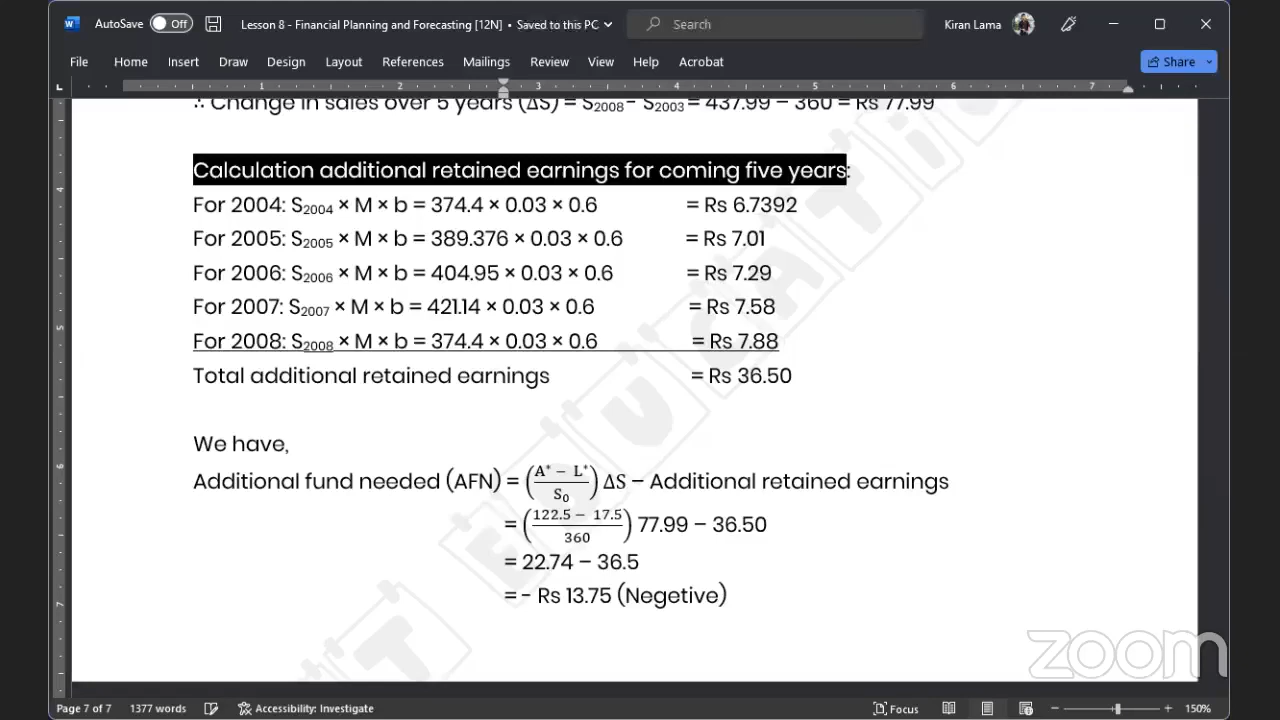 AutoSave Off Lesson 8 - Financial Planning and Forecasting [12N] • Saved to this PC Search Kiran Lama
File Home Insert Draw Design Layout References Mailings Review View Help Acrobat Share
1 2 3 4 5 6 7
∴ Change in sales over 5 years (ΔS) = S2008 - S2003 = 437.99 – 360 = Rs 77.99
Calculation additional retained earnings for coming five years:
For 2004: S2004 × M × b = 374.4 × 0.03 × 0.6 = Rs 6.7392
For 2005: S2005 × M × b = 389.376 × 0.03 × 0.6 = Rs 7.01
For 2006: S2006 × M × b = 404.95 × 0.03 × 0.6 = Rs 7.29
For 2007: S2007 × M × b = 421.14 × 0.03 × 0.6 = Rs 7.58
For 2008: S2008 × M × b = 374.4 × 0.03 × 0.6 = Rs 7.88
Total additional retained earnings = Rs 36.50
We have,
Additional fund needed (AFN) = (A* − L* / S0) ΔS – Additional retained earnings
= (122.5 − 17.5 / 360) 77.99 – 36.50
= 22.74 – 36.5
= - Rs 13.75 (Negetive)
zoom
Page 7 of 7 1377 words Accessibility: Investigate Focus 150%